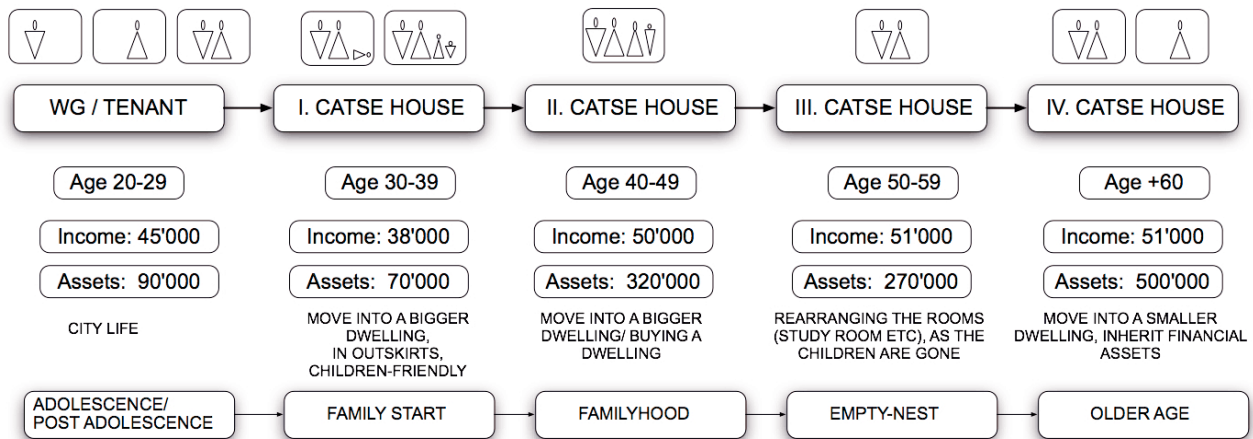 WG / TENANT
I. CATSE HOUSE
II. CATSE HOUSE
III. CATSE HOUSE
IV. CATSE HOUSE
Age 20-29
Age 30-39
Age 40-49
Age 50-59
Age +60
Income: 45'000
Income: 38'000
Income: 50'000
Income: 51'000
Income: 51'000
Assets: 90'000
Assets: 70'000
Assets: 320'000
Assets: 270'000
Assets: 500'000
CITY LIFE
MOVE INTO A BIGGER
DWELLING,
IN OUTSKIRTS,
CHILDREN-FRIENDLY
MOVE INTO A BIGGER
DWELLING/ BUYING A
DWELLING
REARRANGING THE ROOMS
(STUDY ROOM ETC), AS THE
CHILDREN ARE GONE
MOVE INTO A SMALLER
DWELLING, INHERIT FINANCIAL
ASSETS
ADOLESCENCE/
POST ADOLESCENCE
FAMILY START
FAMILYHOOD
EMPTY-NEST
OLDER AGE